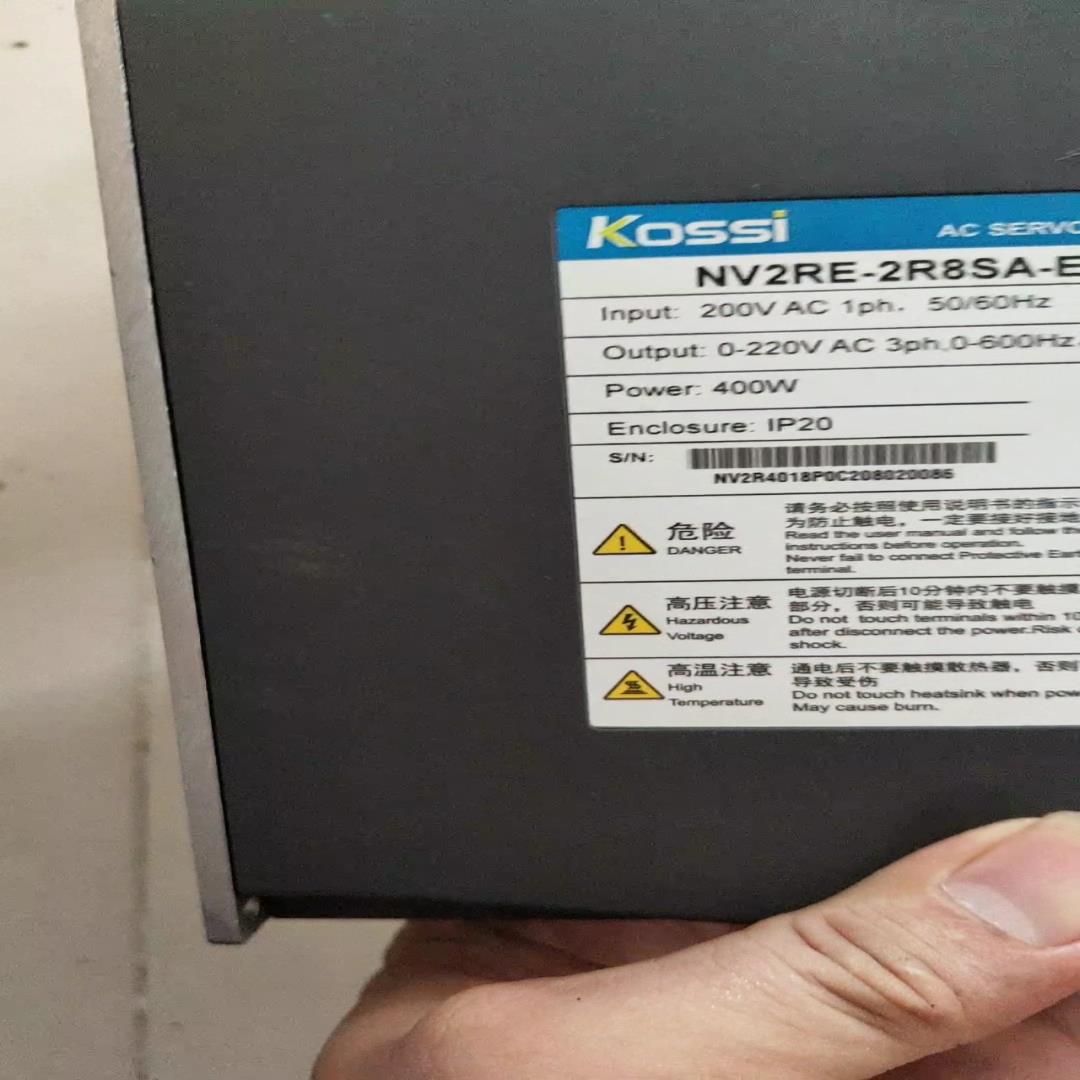 Kossi
AC SERVO
NV2RE-2R8SA-E
Input: 200V AC 1ph. 50/60Hz
Output: 0-220V AC 3ph,0-600Hz
Power: 400W
Enclosure: IP20
S/N:
NV2R4018P0C208020086
危险
DANGER
请务必按照使用说明书的指示
为防止触电，一定要接好接地
Read the user manual and follow the
instructions before operation.
Never fail to connect Protective Earth
terminal.
高压注意
Hazardous
Voltage
电源切断后10分钟内不要触摸
部分，否则可能导致触电
Do not touch terminals within 10
after disconnect the power.Risk
shock.
高温注意
High
Temperature
通电后不要触摸散热器，否则
导致受伤
Do not touch heatsink when
May cause burn.